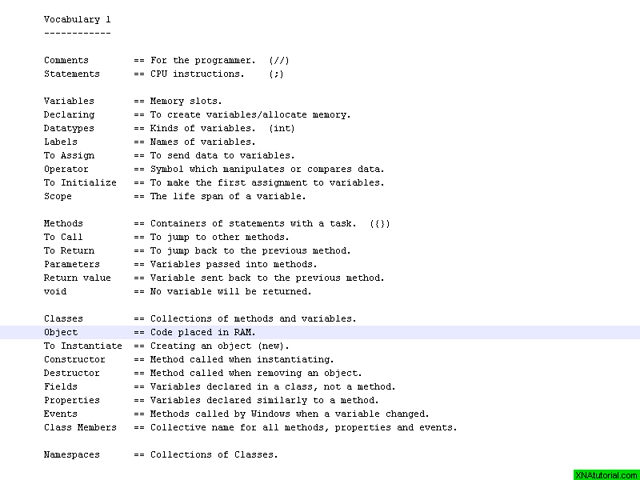 Vocabulary 1
------------
Comments == For the programmer. (//)
Statements == CPU instructions. (;)
Variables == Memory slots.
Declaring == To create variables/allocate memory.
Datatypes == Kinds of variables. (int)
Labels == Names of variables.
To Assign == To send data to variables.
Operator == Symbol which manipulates or compares data.
To Initialize == To make the first assignment to variables.
Scope == The life span of a variable.
Methods == Containers of statements with a task. ({})
To Call == To jump to other methods.
To Return == To jump back to the previous method.
Parameters == Variables passed into methods.
Return value == Variable sent back to the previous method.
void == No variable will be returned.
Classes == Collections of methods and variables.
Object == Code placed in RAM.
To Instantiate == Creating an object (new).
Constructor == Method called when instantiating.
Destructor == Method called when removing an object.
Fields == Variables declared in a class, not a method.
Properties == Variables declared similarly to a method.
Events == Methods called by Windows when a variable changed.
Class Members == Collective name for all methods, properties and events.
Namespaces == Collections of Classes.
XNAtutorial.com